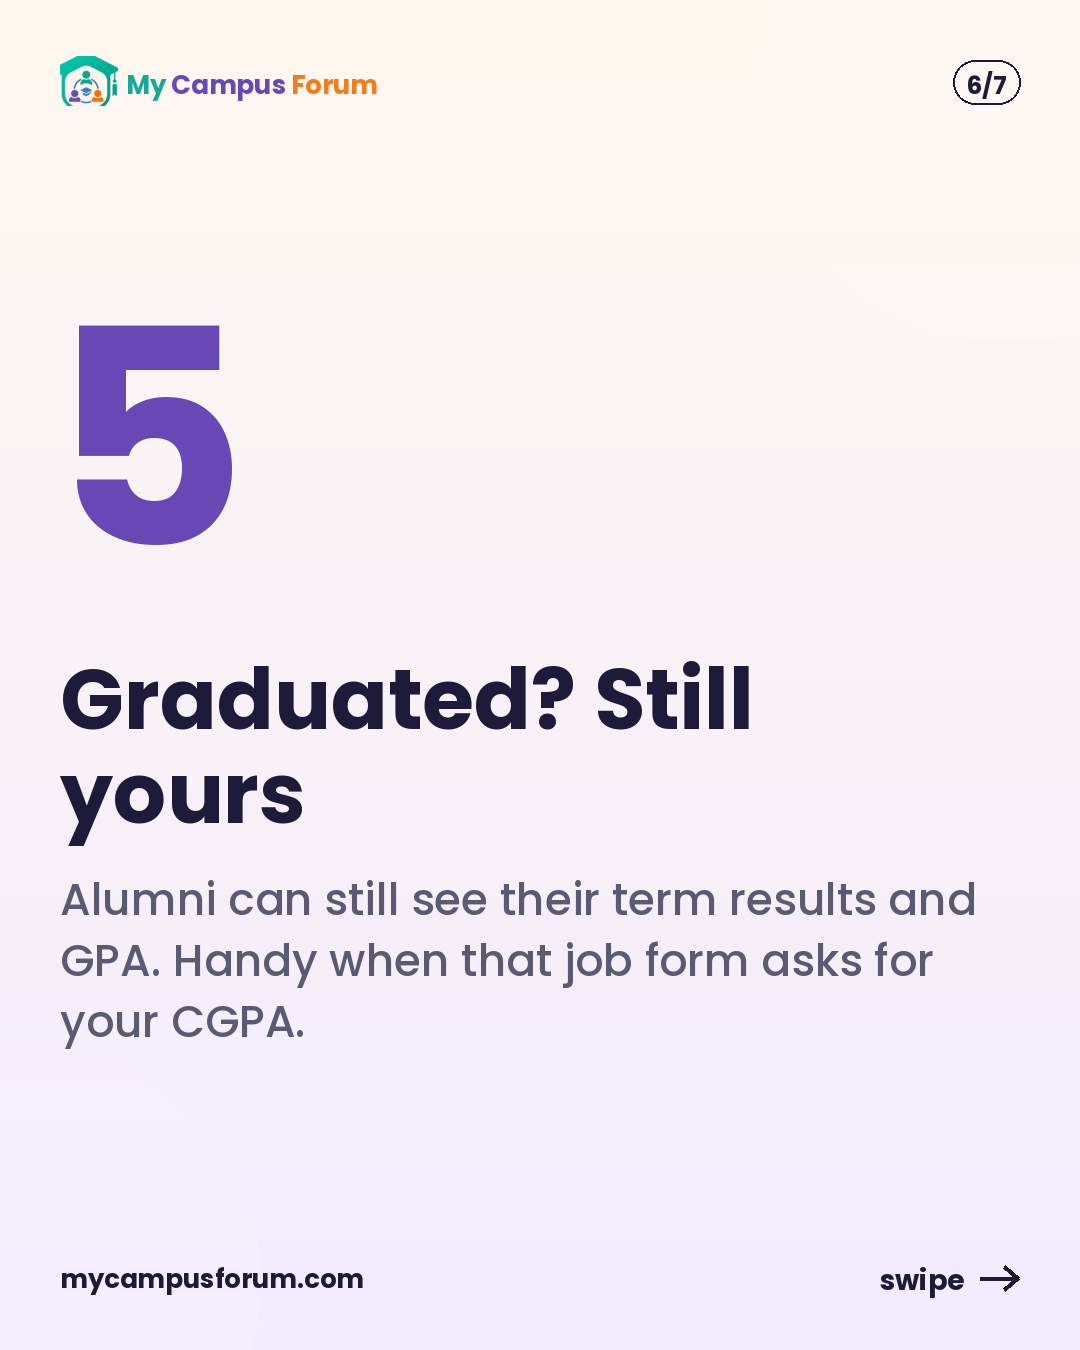 My Campus Forum
6/7
5
Graduated? Still
yours
Alumni can still see their term results and
GPA. Handy when that job form asks for
your CGPA.
mycampusforum.com
swipe →